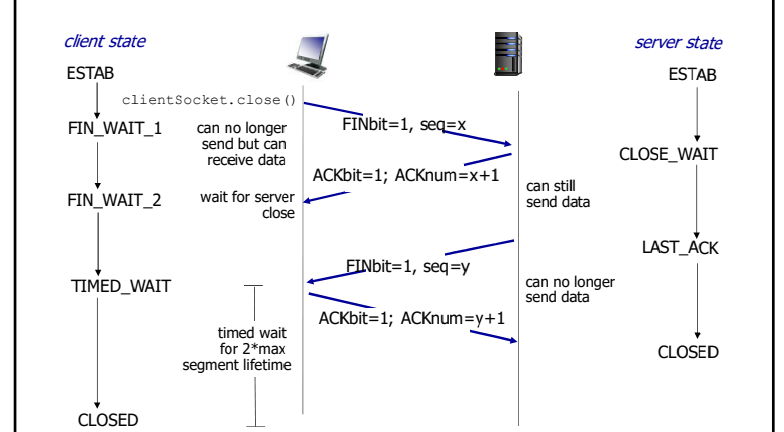 client state
server state
ESTAB
ESTAB
clientSocket.close()
FIN_WAIT_1
can no longer
send but can
receive data
FINbit=1, seq=x
CLOSE_WAIT
ACKbit=1; ACKnum=x+1
FIN_WAIT_2
wait for server
close
can still
send data
LAST_ACK
FINbit=1, seq=y
TIMED_WAIT
can no longer
send data
ACKbit=1; ACKnum=y+1
timed wait
for 2*max
segment lifetime
CLOSED
CLOSED